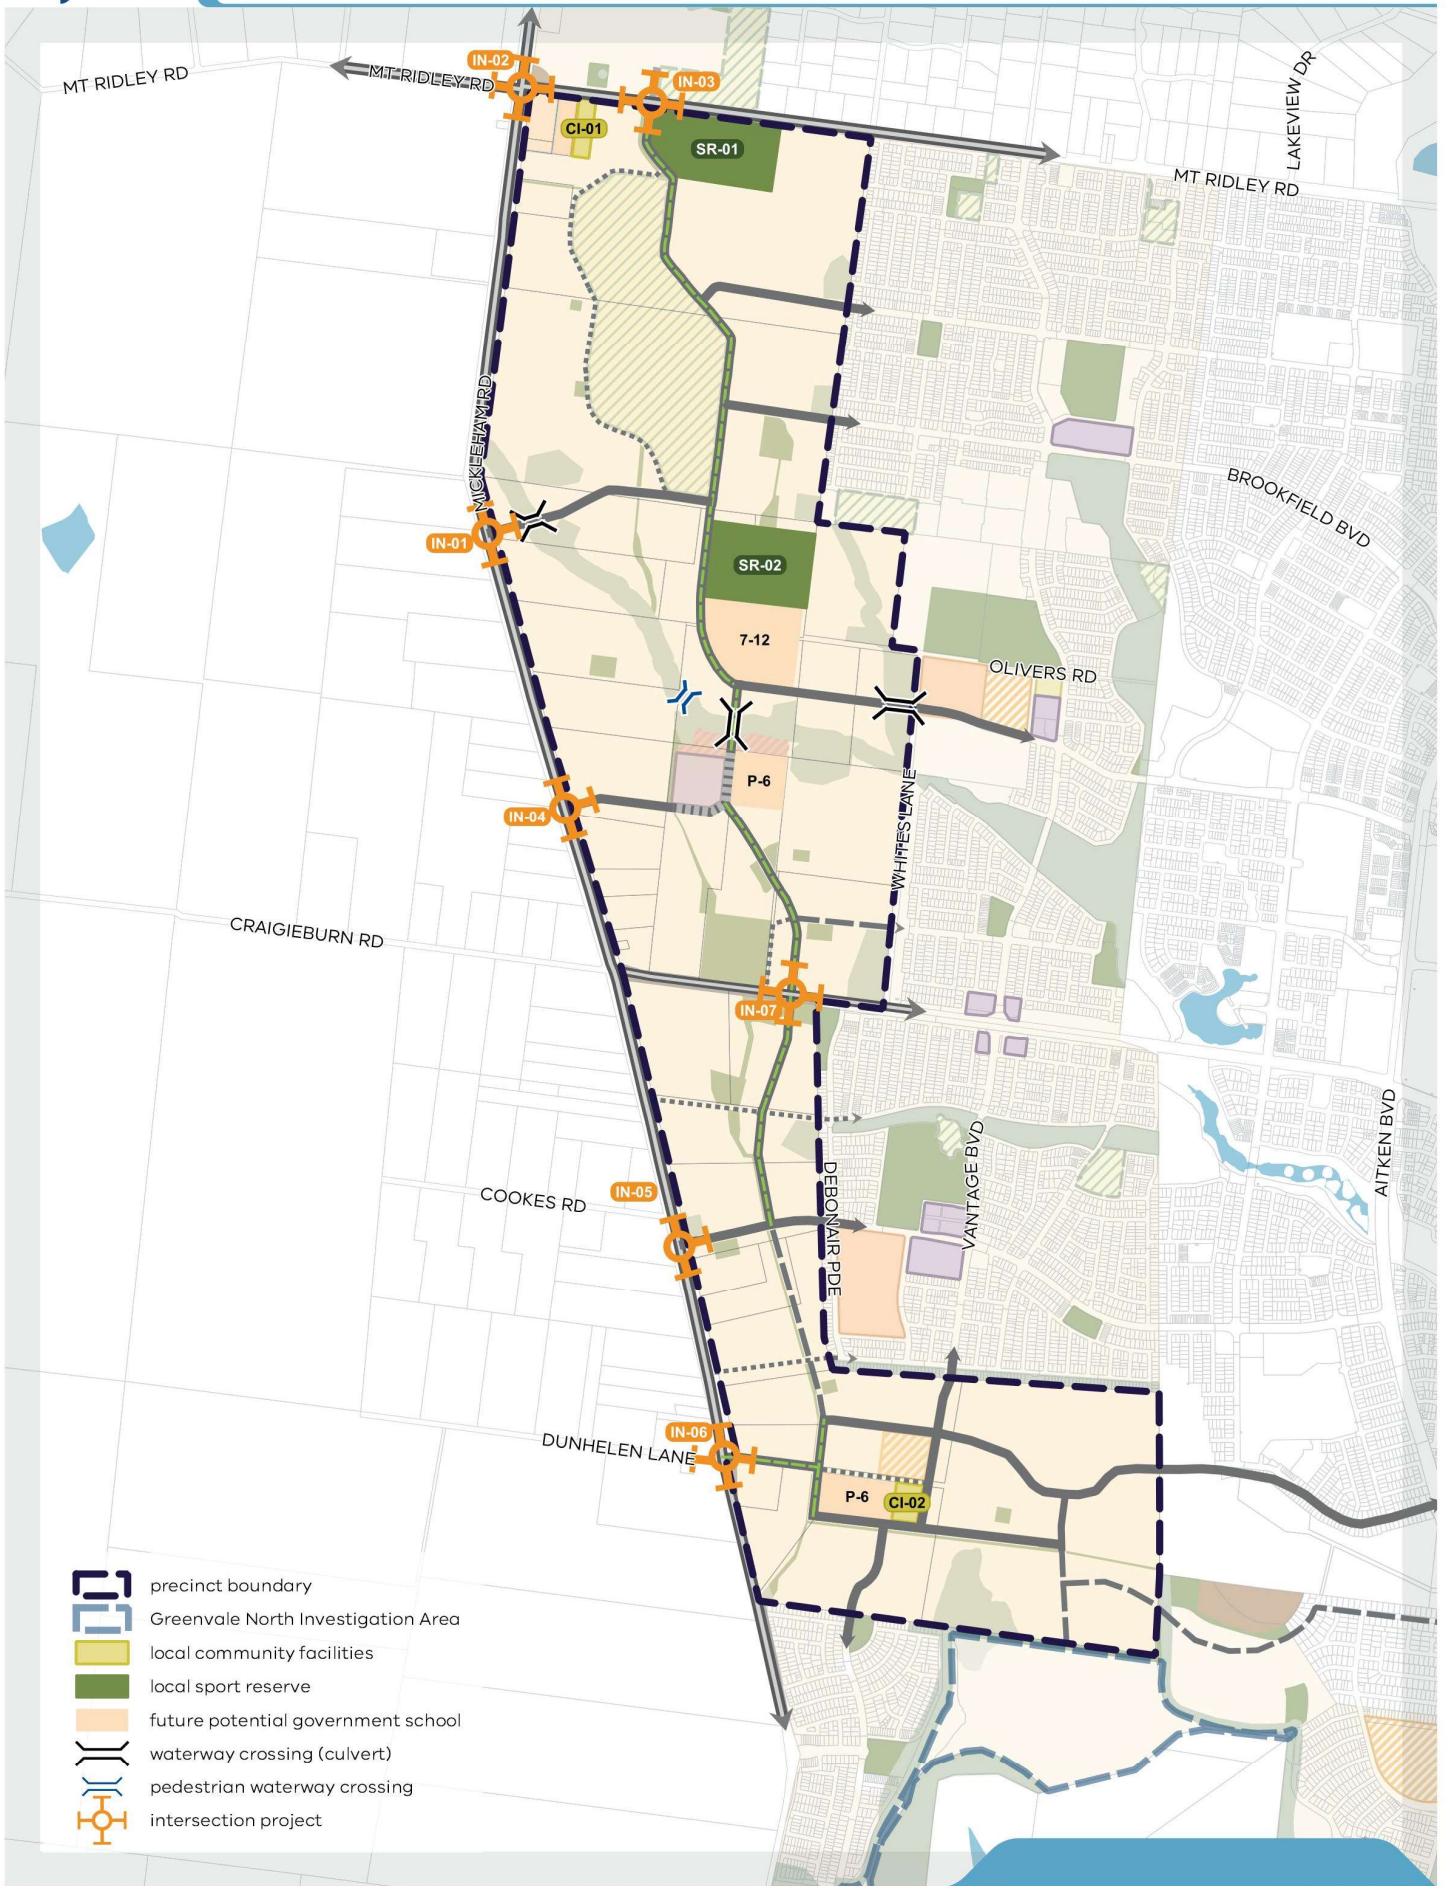 MT RIDLEY RD
IN-02
MT RIDLEY RD
IN-03
LAKEVIEW DR
CI-01
SR-01
MT RIDLEY RD
MICKLEHAM RD
BROOKFIELD BVD
IN-01
SR-02
7-12
OLIVERS RD
P-6
IN-04
WHITES LANE
CRAIGIEBURN RD
IN-07
AITKEN BVD
VANTAGE BVD
DEBONAIR PDE
IN-05
COOKES RD
IN-06
DUNHELEN LANE
P-6
CI-02
precinct boundary
Greenvale North Investigation Area
local community facilities
local sport reserve
future potential government school
waterway crossing (culvert)
pedestrian waterway crossing
intersection project